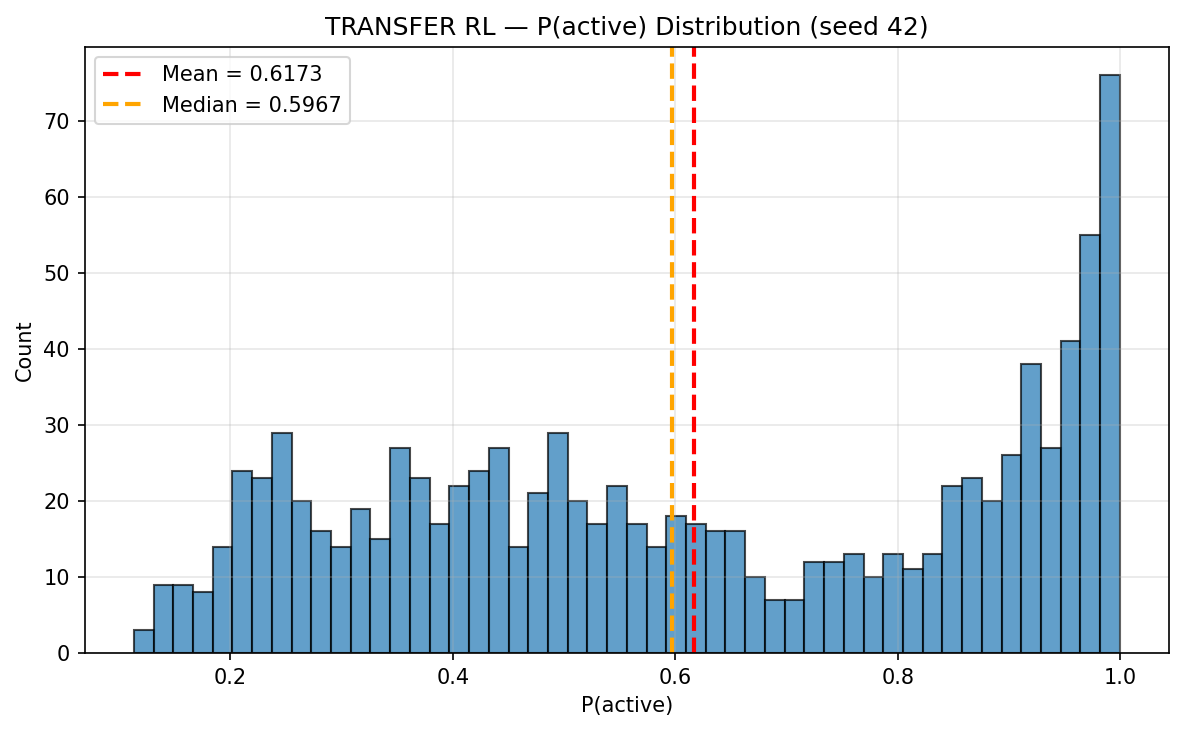 TRANSFER RL — P(active) Distribution (seed 42)
Mean = 0.6173
Median = 0.5967
Count
70
60
50
40
30
20
10
0
0.2 0.4 0.6 0.8 1.0
P(active)